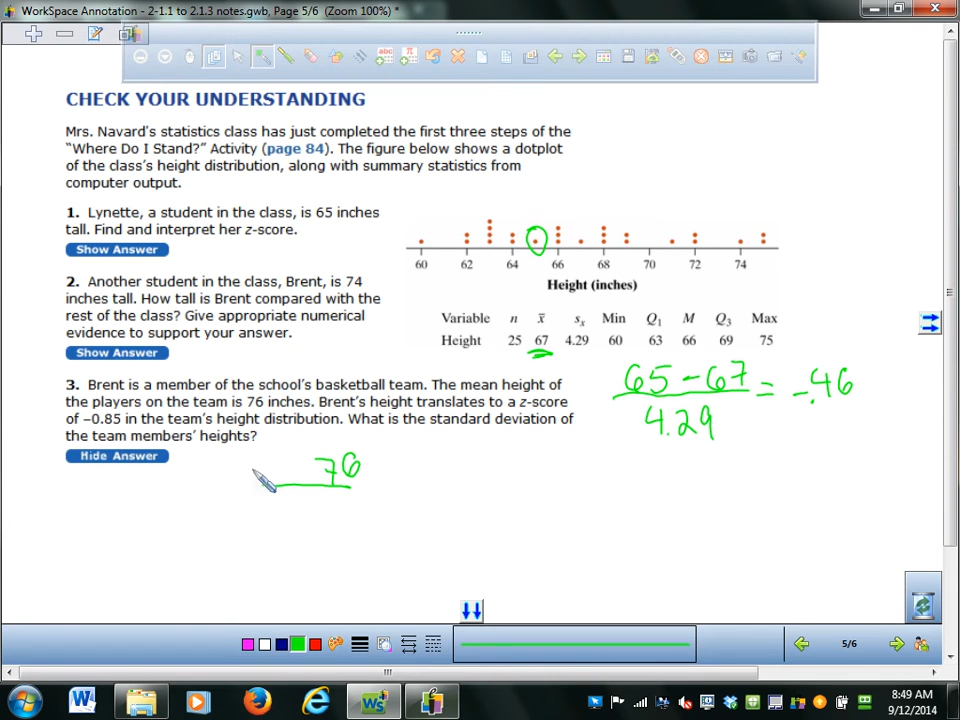 WorkSpace Annotation - 2-1.1 to 2.1.3 notes.gwb, Page 5/6 (Zoom 100%) *
abc
π
CHECK YOUR UNDERSTANDING
Mrs. Navard's statistics class has just completed the first three steps of the
"Where Do I Stand?" Activity (page 84). The figure below shows a dotplot
of the class's height distribution, along with summary statistics from
computer output.
1. Lynette, a student in the class, is 65 inches
tall. Find and interpret her z-score.
Show Answer
2. Another student in the class, Brent, is 74
inches tall. How tall is Brent compared with the
rest of the class? Give appropriate numerical
evidence to support your answer.
Show Answer
60 62 64 66 68 70 72 74
Height (inches)
Variable n x̄ sₓ Min Q₁ M Q₃ Max
Height 25 67 4.29 60 63 66 69 75
65 - 67 = -.46
4.29
3. Brent is a member of the school's basketball team. The mean height of
the players on the team is 76 inches. Brent's height translates to a z-score
of −0.85 in the team's height distribution. What is the standard deviation of
the team members' heights?
Hide Answer
76
5/6
W
WS
8:49 AM
9/12/2014